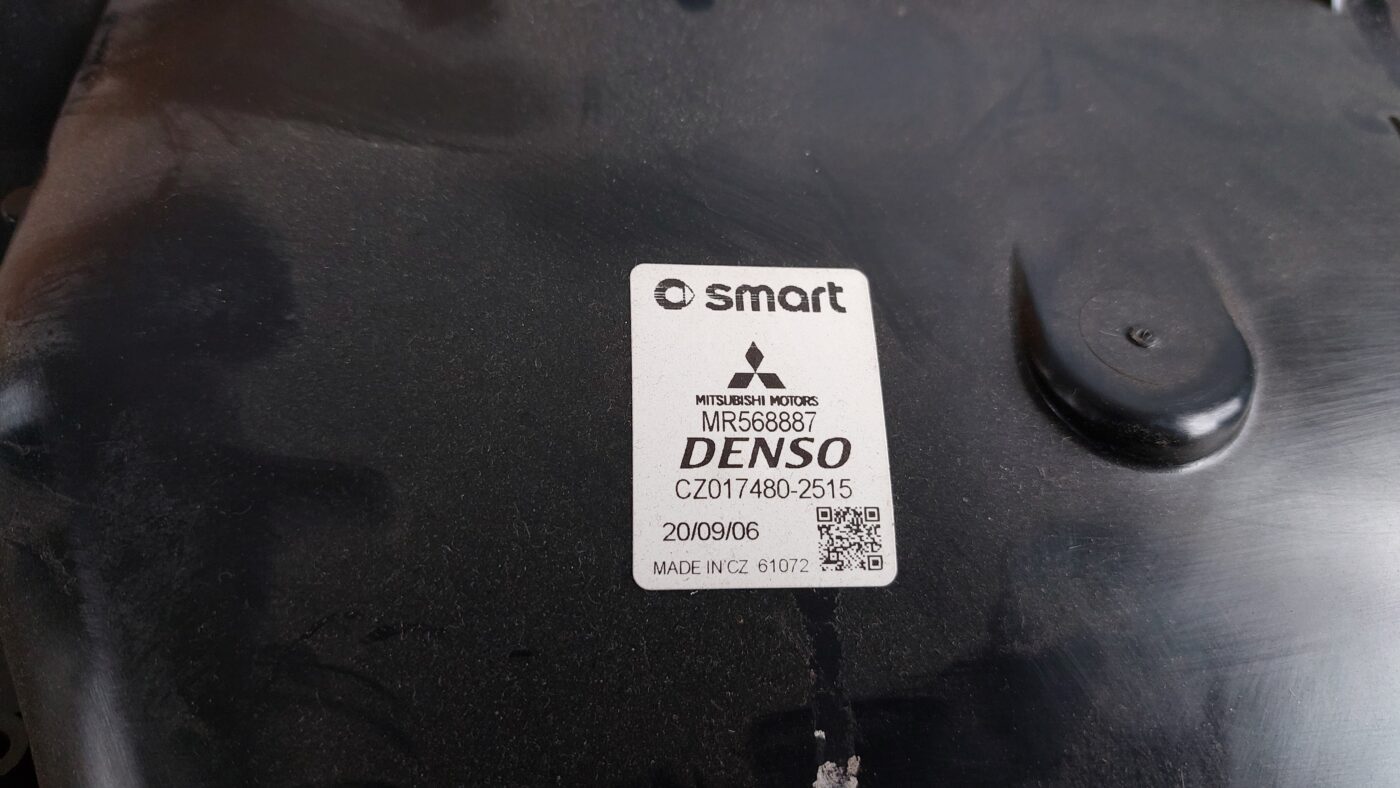 smart
MITSUBISHI MOTORS
MR568887
DENSO
CZ017480-2515
20/09/06
MADE IN CZ 61072